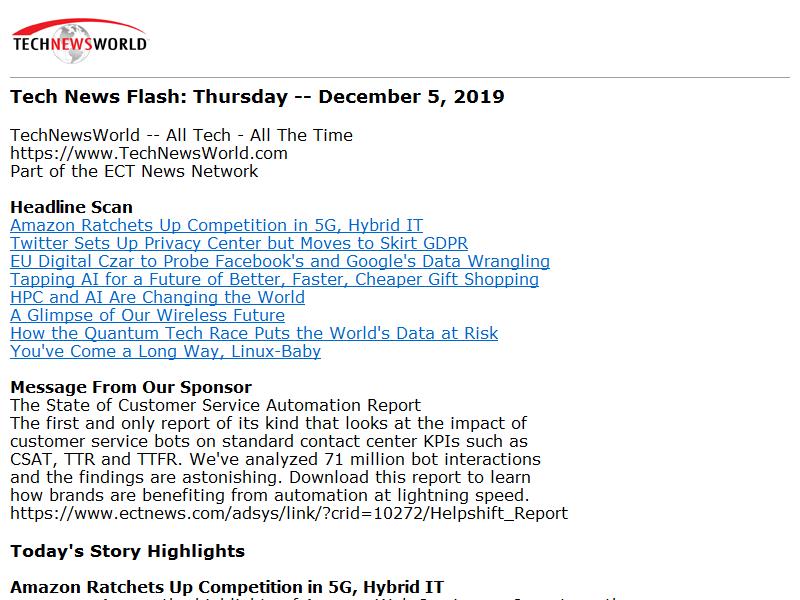 TECHNEWSWORLD
Tech News Flash: Thursday -- December 5, 2019
TechNewsWorld -- All Tech - All The Time
https://www.TechNewsWorld.com
Part of the ECT News Network
Headline Scan
Amazon Ratchets Up Competition in 5G, Hybrid IT
Twitter Sets Up Privacy Center but Moves to Skirt GDPR
EU Digital Czar to Probe Facebook's and Google's Data Wrangling
Tapping AI for a Future of Better, Faster, Cheaper Gift Shopping
HPC and AI Are Changing the World
A Glimpse of Our Wireless Future
How the Quantum Tech Race Puts the World's Data at Risk
You've Come a Long Way, Linux-Baby
Message From Our Sponsor
The State of Customer Service Automation Report
The first and only report of its kind that looks at the impact of
customer service bots on standard contact center KPIs such as
CSAT, TTR and TTFR. We've analyzed 71 million bot interactions
and the findings are astonishing. Download this report to learn
how brands are benefiting from automation at lightning speed.
https://www.ectnews.com/adsys/link/?crid=10272/Helpshift_Report
Today's Story Highlights
Amazon Ratchets Up Competition in 5G, Hybrid IT